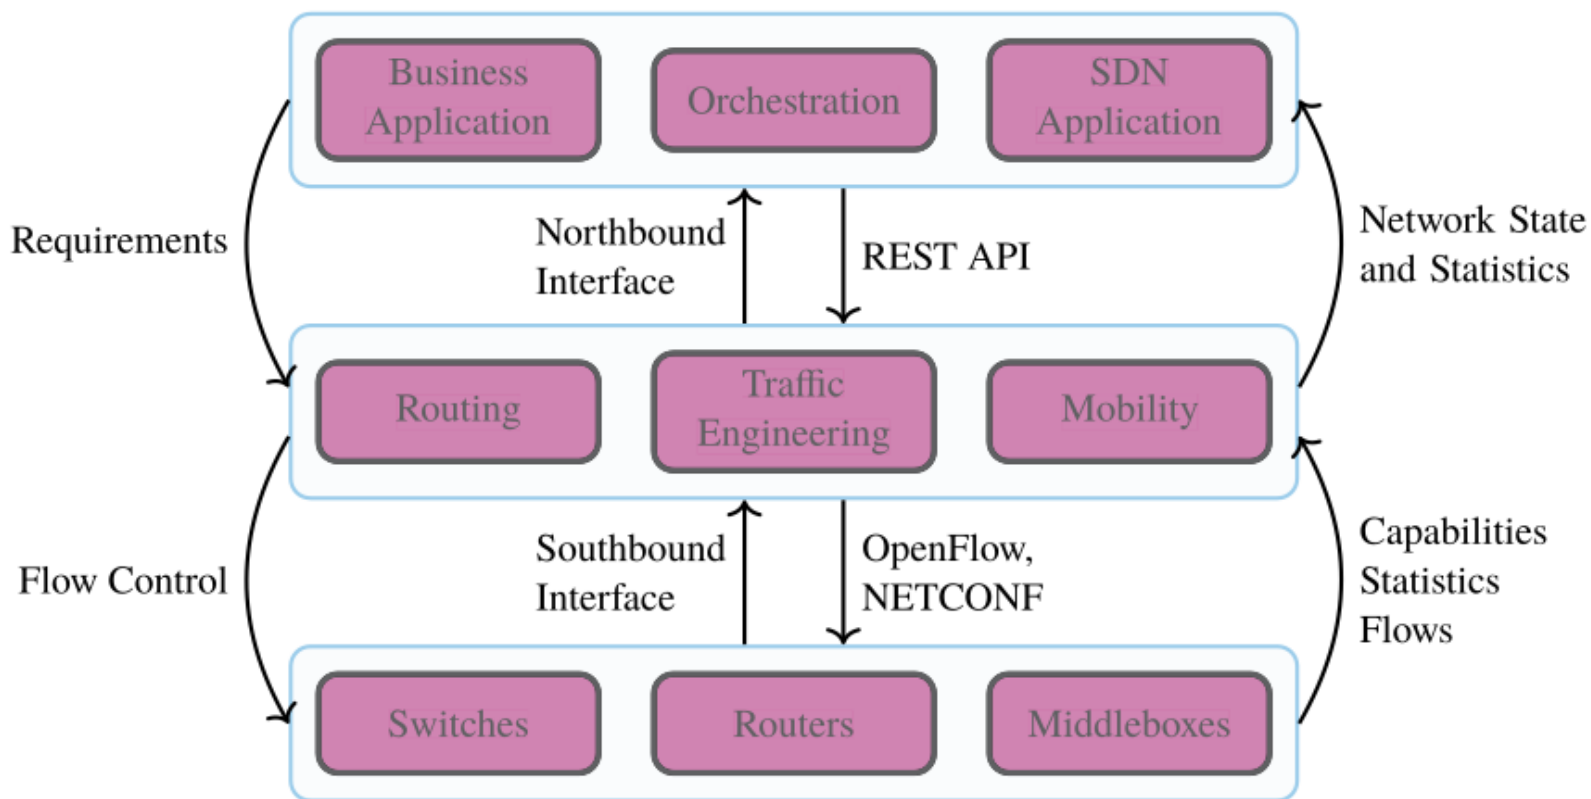 Business
Application
Orchestration
SDN
Application
Requirements
Northbound
Interface
REST API
Network State
and Statistics
Routing
Traffic
Engineering
Mobility
Flow Control
Southbound
Interface
OpenFlow,
NETCONF
Capabilities
Statistics
Flows
Switches
Routers
Middleboxes